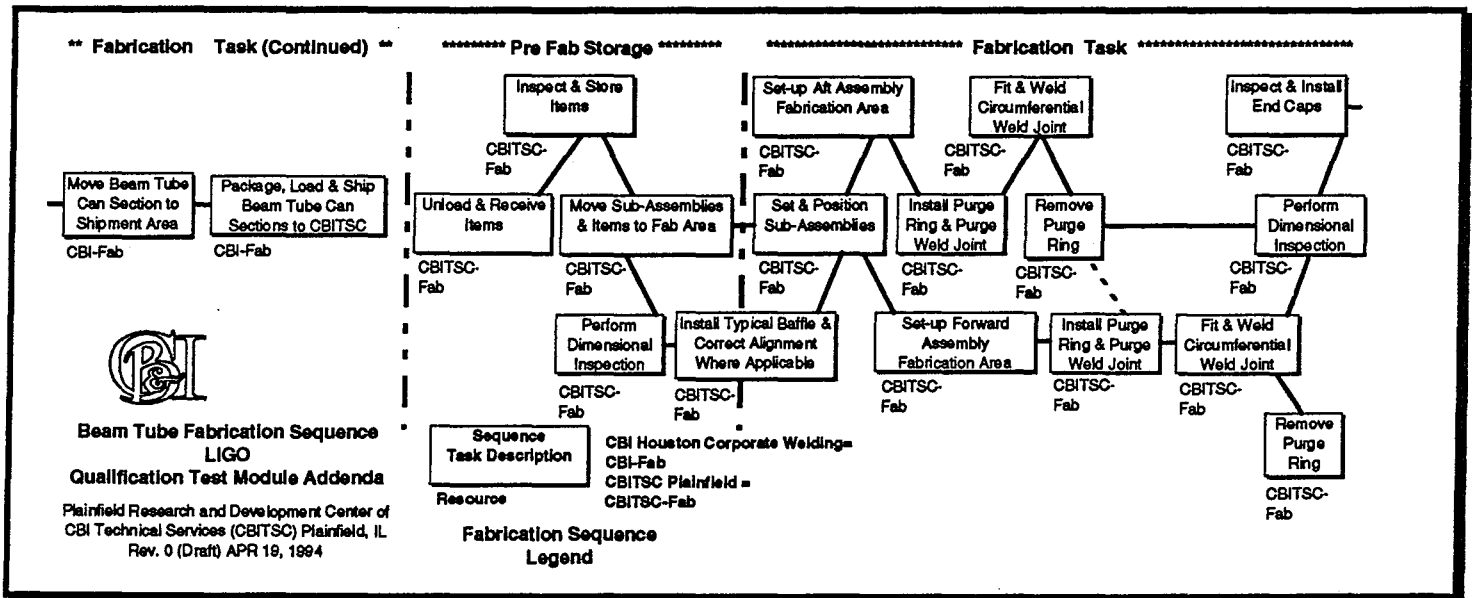 ** Fabrication Task (Continued) **
********* Pre Fab Storage *********
**************************** Fabrication Task ******************************
Inspect & Store
Items
CBITSC-
Fab
Set-up Aft Assembly
Fabrication Area
CBITSC-
Fab
Fit & Weld
Circumferential
Weld Joint
CBITSC-
Fab
Inspect & Install
End Caps
CBITSC-
Fab
Move Beam Tube
Can Section to
Shipment Area
CBI-Fab
Package, Load & Ship
Beam Tube Can
Sections to CBITSC
CBI-Fab
Unload & Receive
Items
CBITSC-
Fab
Move Sub-Assemblies
& Items to Fab Area
CBITSC-
Fab
Set & Position
Sub-Assemblies
CBITSC-
Fab
Install Purge
Ring & Purge
Weld Joint
CBITSC-
Fab
Remove
Purge
Ring
CBITSC-
Fab
Perform
Dimensional
Inspection
CBITSC-
Fab
Perform
Dimensional
Inspection
CBITSC-
Fab
Install Typical Baffle &
Correct Alignment
Where Applicable
CBITSC-
Fab
Set-up Forward
Assembly
Fabrication Area
CBITSC-
Fab
Install Purge
Ring & Purge
Weld Joint
CBITSC-
Fab
Fit & Weld
Circumferential
Weld Joint
CBITSC-
Fab
Remove
Purge
Ring
CBITSC-
Fab
CB&I
Beam Tube Fabrication Sequence
LIGO
Qualification Test Module Addenda
Plainfield Research and Development Center of
CBI Technical Services (CBITSC) Plainfield, IL
Rev. 0 (Draft) APR 19, 1994
Sequence
Task Description
Resource
CBI Houston Corporate Welding=
CBI-Fab
CBITSC Plainfield =
CBITSC-Fab
Fabrication Sequence
Legend